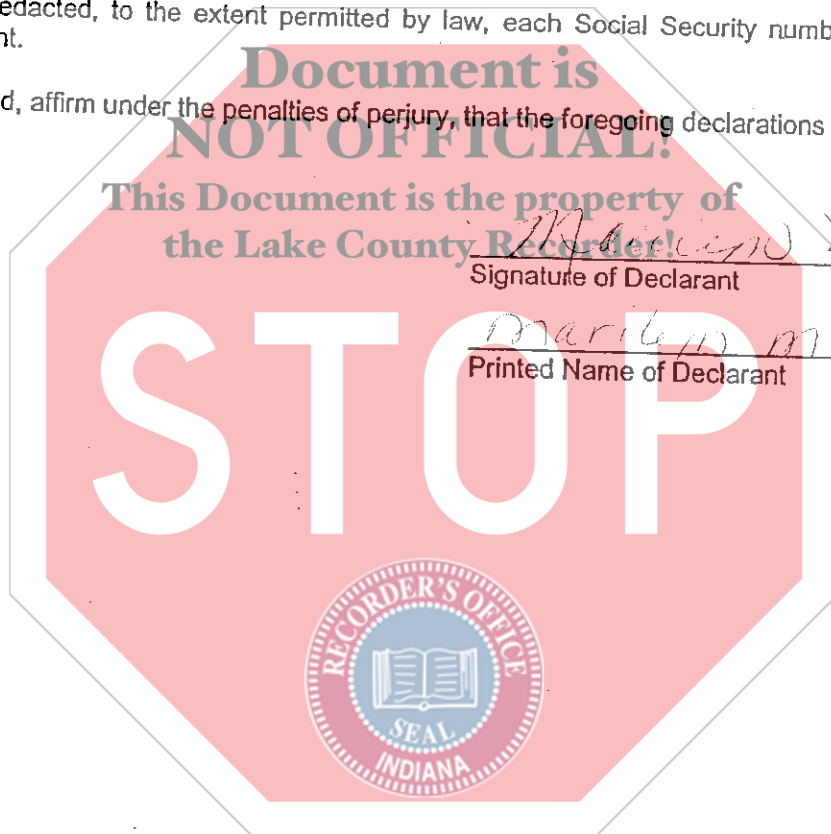 edacted, to the extent permitted by law, each Social Security numb
nt.
Document is
d, affirm under the penalties of perjury, that the foregoing declarations
NOT OFFICIAL!
This Document is the property of
the Lake County Recorder!
Signature of Declarant
Marilyn M
Printed Name of Declarant
STOP
RECORDER'S OFFICE
SEAL
INDIANA